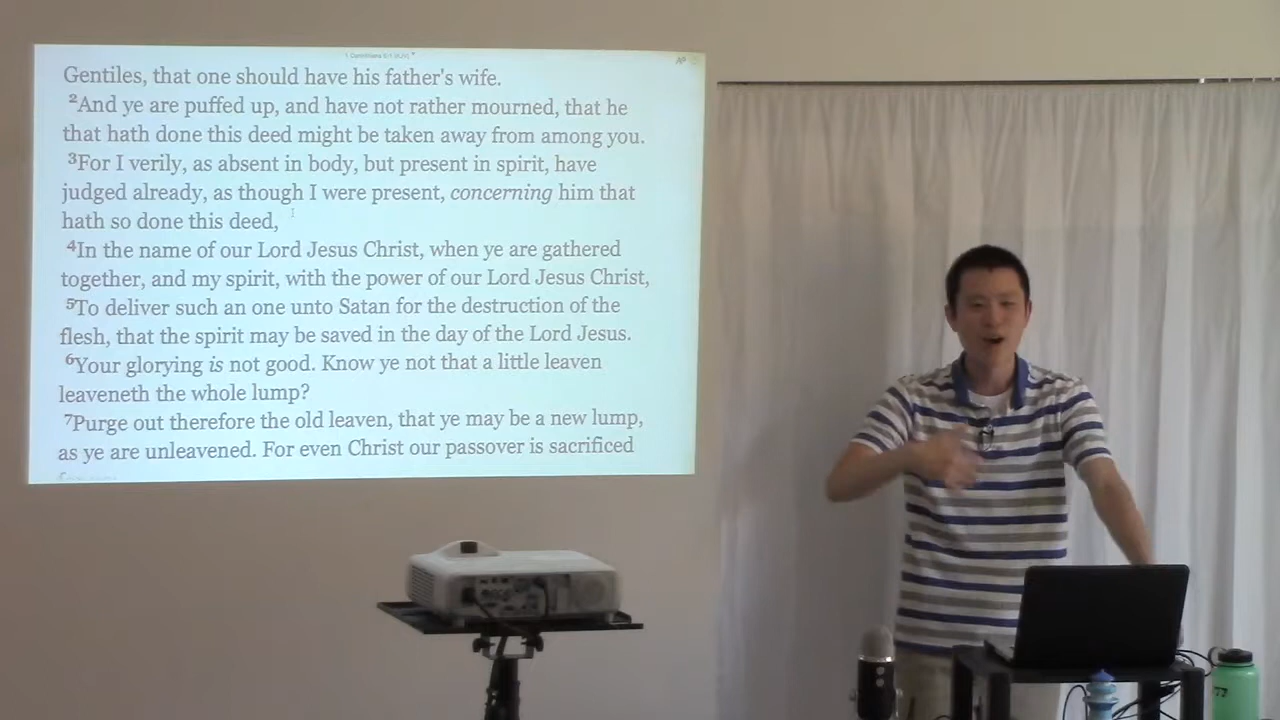 1 Corinthians 5:1 (KJV)
Gentiles, that one should have his father's wife.
2And ye are puffed up, and have not rather mourned, that he
that hath done this deed might be taken away from among you.
3For I verily, as absent in body, but present in spirit, have
judged already, as though I were present, concerning him that
hath so done this deed,
4In the name of our Lord Jesus Christ, when ye are gathered
together, and my spirit, with the power of our Lord Jesus Christ,
5To deliver such an one unto Satan for the destruction of the
flesh, that the spirit may be saved in the day of the Lord Jesus.
6Your glorying is not good. Know ye not that a little leaven
leaveneth the whole lump?
7Purge out therefore the old leaven, that ye may be a new lump,
as ye are unleavened. For even Christ our passover is sacrificed